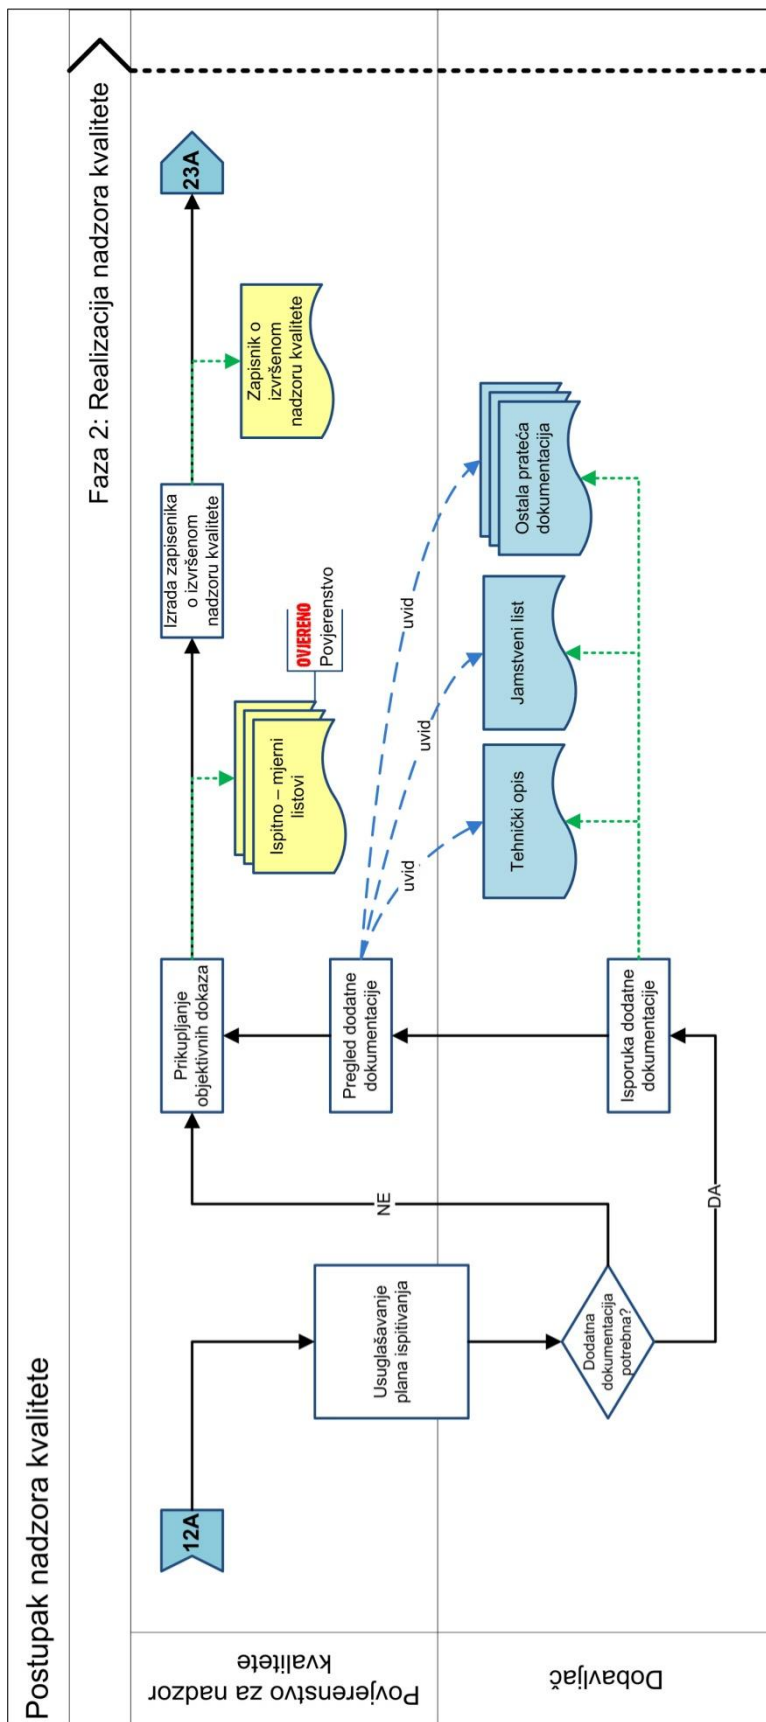 Postupak nadzora kvalitete
Faza 2: Realizacija nadzora kvalitete
Povjerenstvo za nadzor
kvalitete
12A
Usuglašavanje
plana ispitivanja
NE
Prikupljanje
objektivnih dokaza
Pregled dodatne
dokumentacije
Ispitno – mjerni
listovi
OVJERENO
Povjerenstvo
Izrada zapisenika
o izvršenom
nadzoru kvalitete
Zapisnik o
izvršenom
nadzoru kvalitete
23A
uvid
uvid
uvid
Dobavljač
Dodatna
dokumentacija
potrebna?
DA
Isporuka dodatne
dokumentacije
Tehnički opis
Jamstveni list
Ostala prateća
dokumentacija